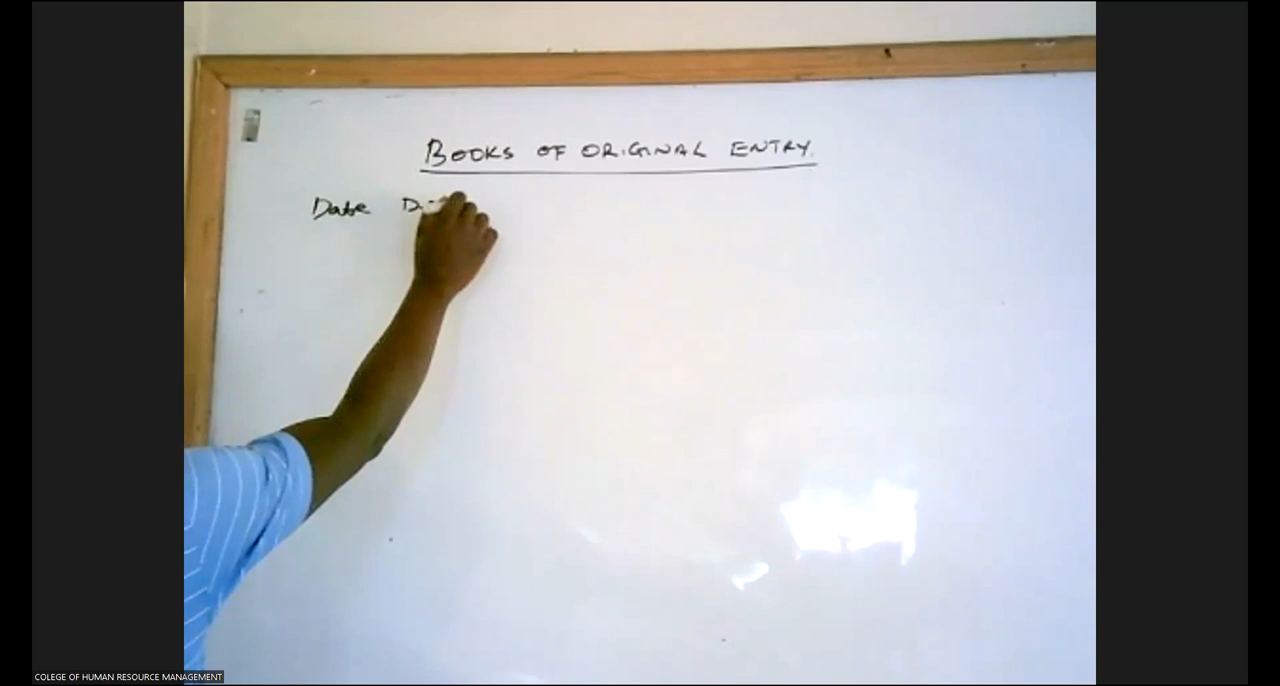 BOOKS OF ORIGINAL ENTRY.
Date
COLEGE OF HUMAN RESOURCE MANAGEMENT